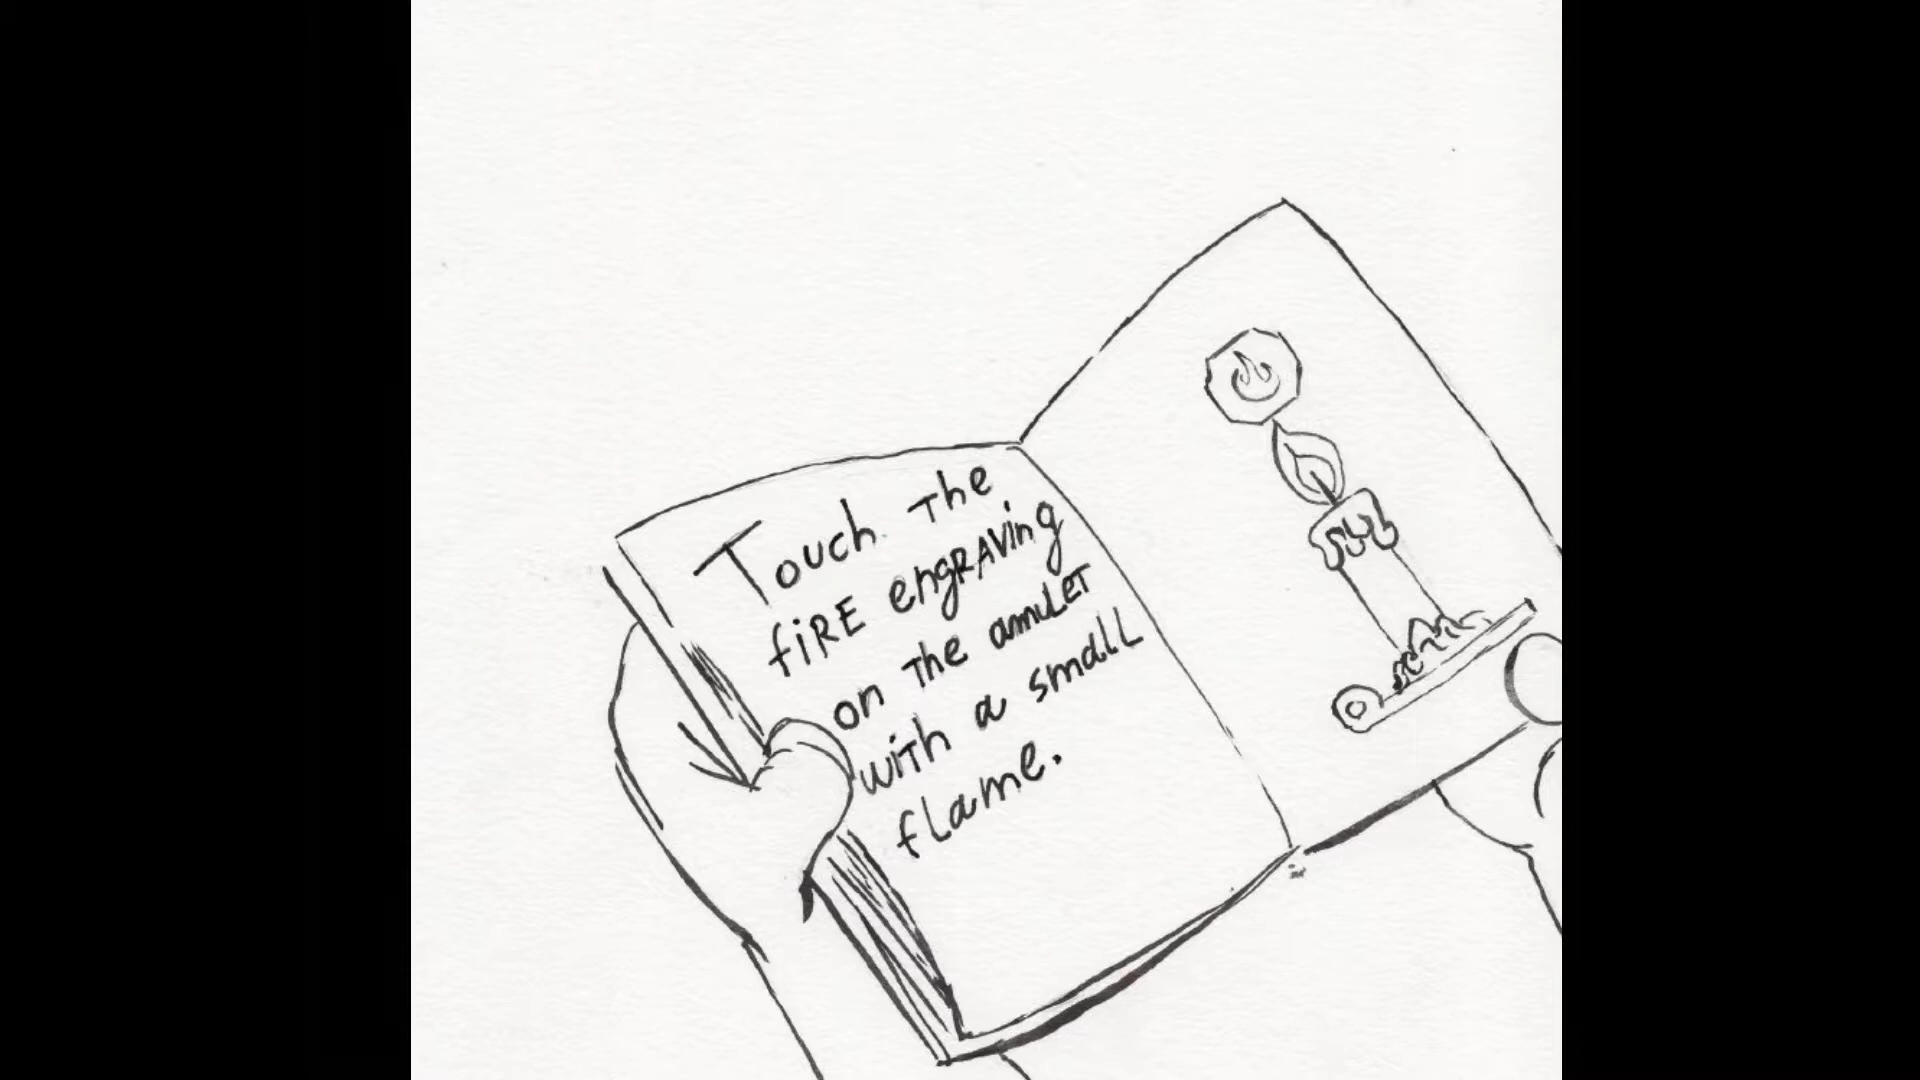 Touch the
fire engraving
on the amulet
with a small
flame.